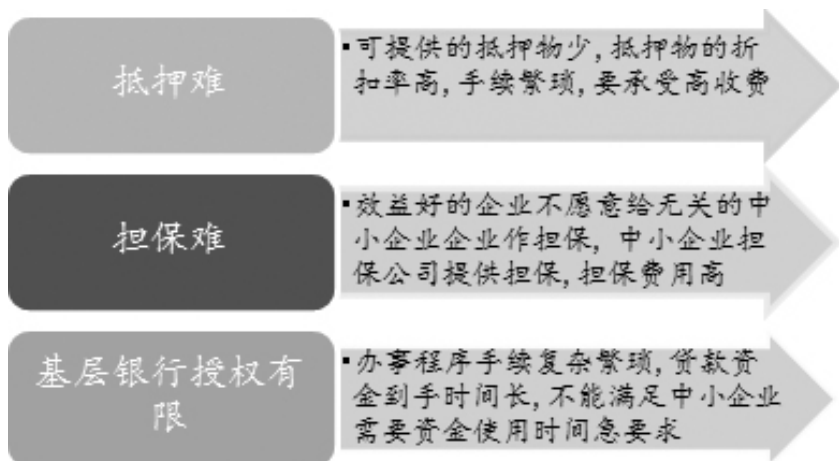 抵押难
▪可提供的抵押物少,抵押物的折
扣率高,手续繁琐,要承受高收费
担保难
▪效益好的企业不愿意给无关的中
小企业企业作担保, 中小企业担
保公司提供担保,担保费用高
基层银行授权有
限
▪办事程序手续复杂繁琐,贷款资
金到手时间长,不能满足中小企业
需要资金使用时间急要求